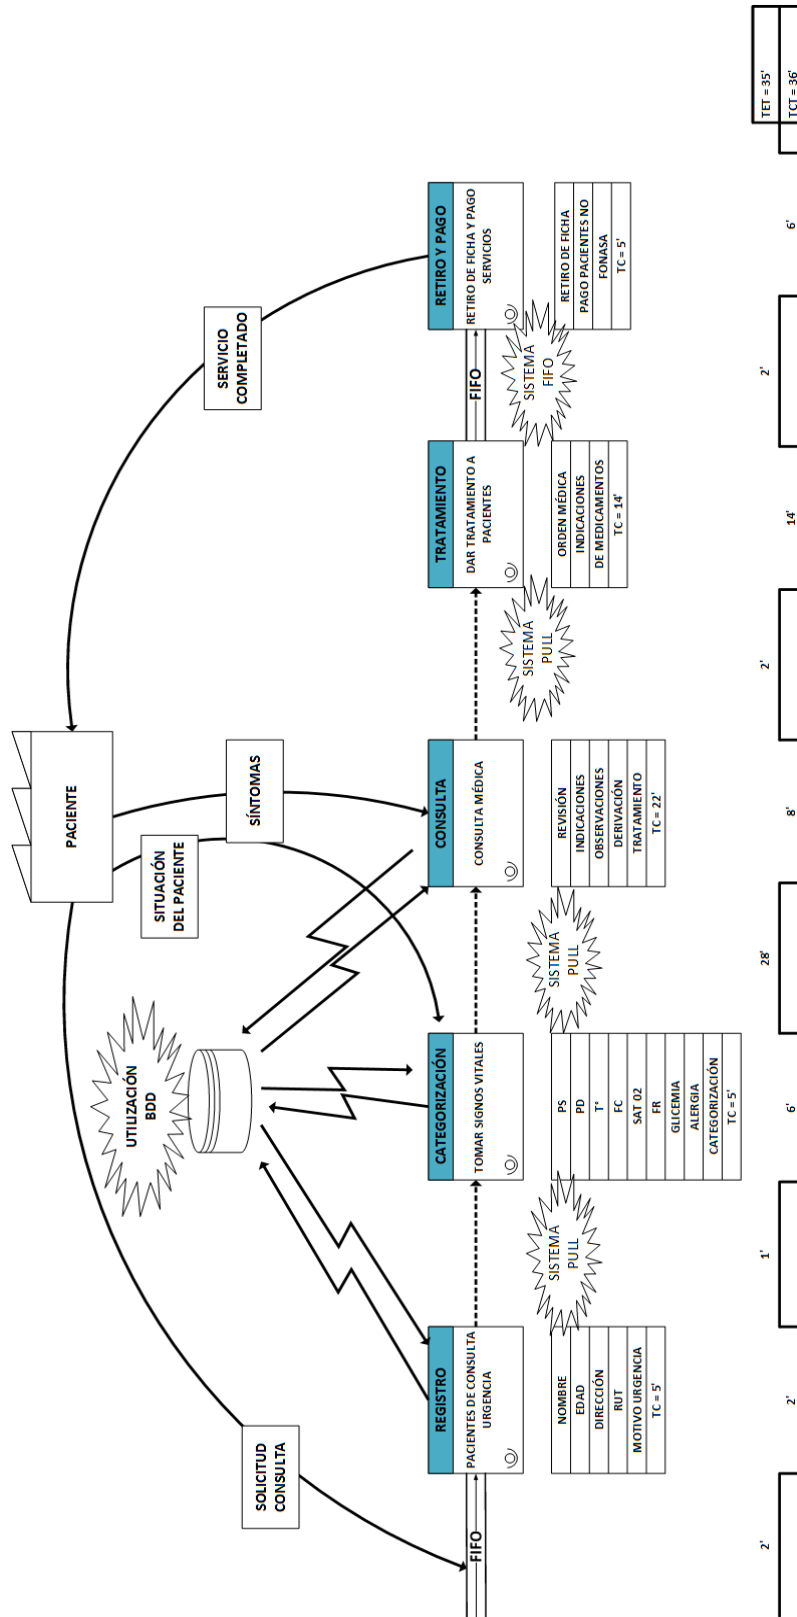 PACIENTE
SERVICIO
COMPLETADO
UTILIZACIÓN
BDD
SITUACIÓN
DEL PACIENTE
SÍNTOMAS
SOLICITUD
CONSULTA
FIFO
REGISTRO
PACIENTES DE CONSULTA
URGENCIA
CATEGORIZACIÓN
TOMAR SIGNOS VITALES
CONSULTA
CONSULTA MÉDICA
TRATAMIENTO
DAR TRATAMIENTO A
PACIENTES
FIFO
RETIRO Y PAGO
RETIRO DE FICHA Y PAGO
SERVICIOS
SISTEMA
PULL
SISTEMA
PULL
SISTEMA
PULL
SISTEMA
FIFO
NOMBRE
EDAD
DIRECCIÓN
RUT
MOTIVO URGENCIA
TC = 5'
PS
PD
T°
FC
SAT 02
FR
GLICEMIA
ALERGIA
CATEGORIZACIÓN
TC = 5'
REVISIÓN
INDICACIONES
OBSERVACIONES
DERIVACIÓN
TRATAMIENTO
TC = 22'
ORDEN MÉDICA
INDICACIONES
DE MEDICAMENTOS
TC = 14'
RETIRO DE FICHA
PAGO PACIENTES NO
FONASA
TC = 5'
2'
2'
1'
6'
28'
8'
2'
14'
2'
6'
TET = 35'
TCT = 36'